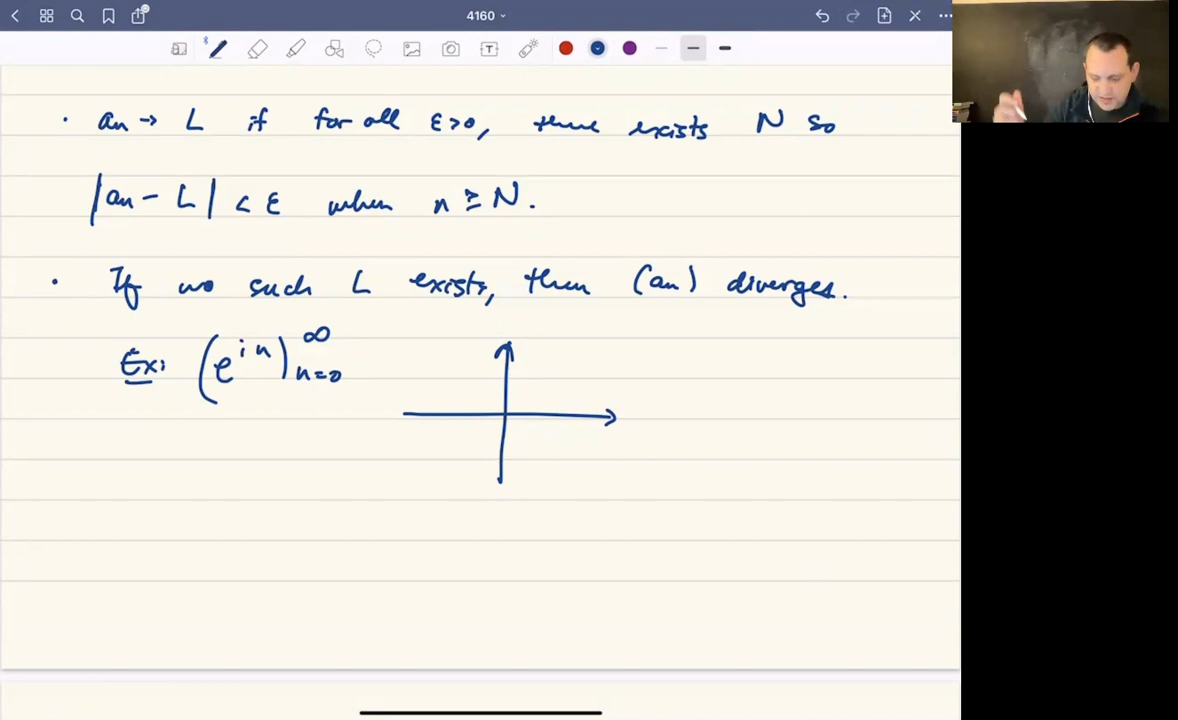 4160
· an → L if for all ε>0, there exists N so
|an - L| < ε when n ≥ N.
· If no such L exists, then (an) diverges.
Ex: (e^{in})_{n=0}^{∞}